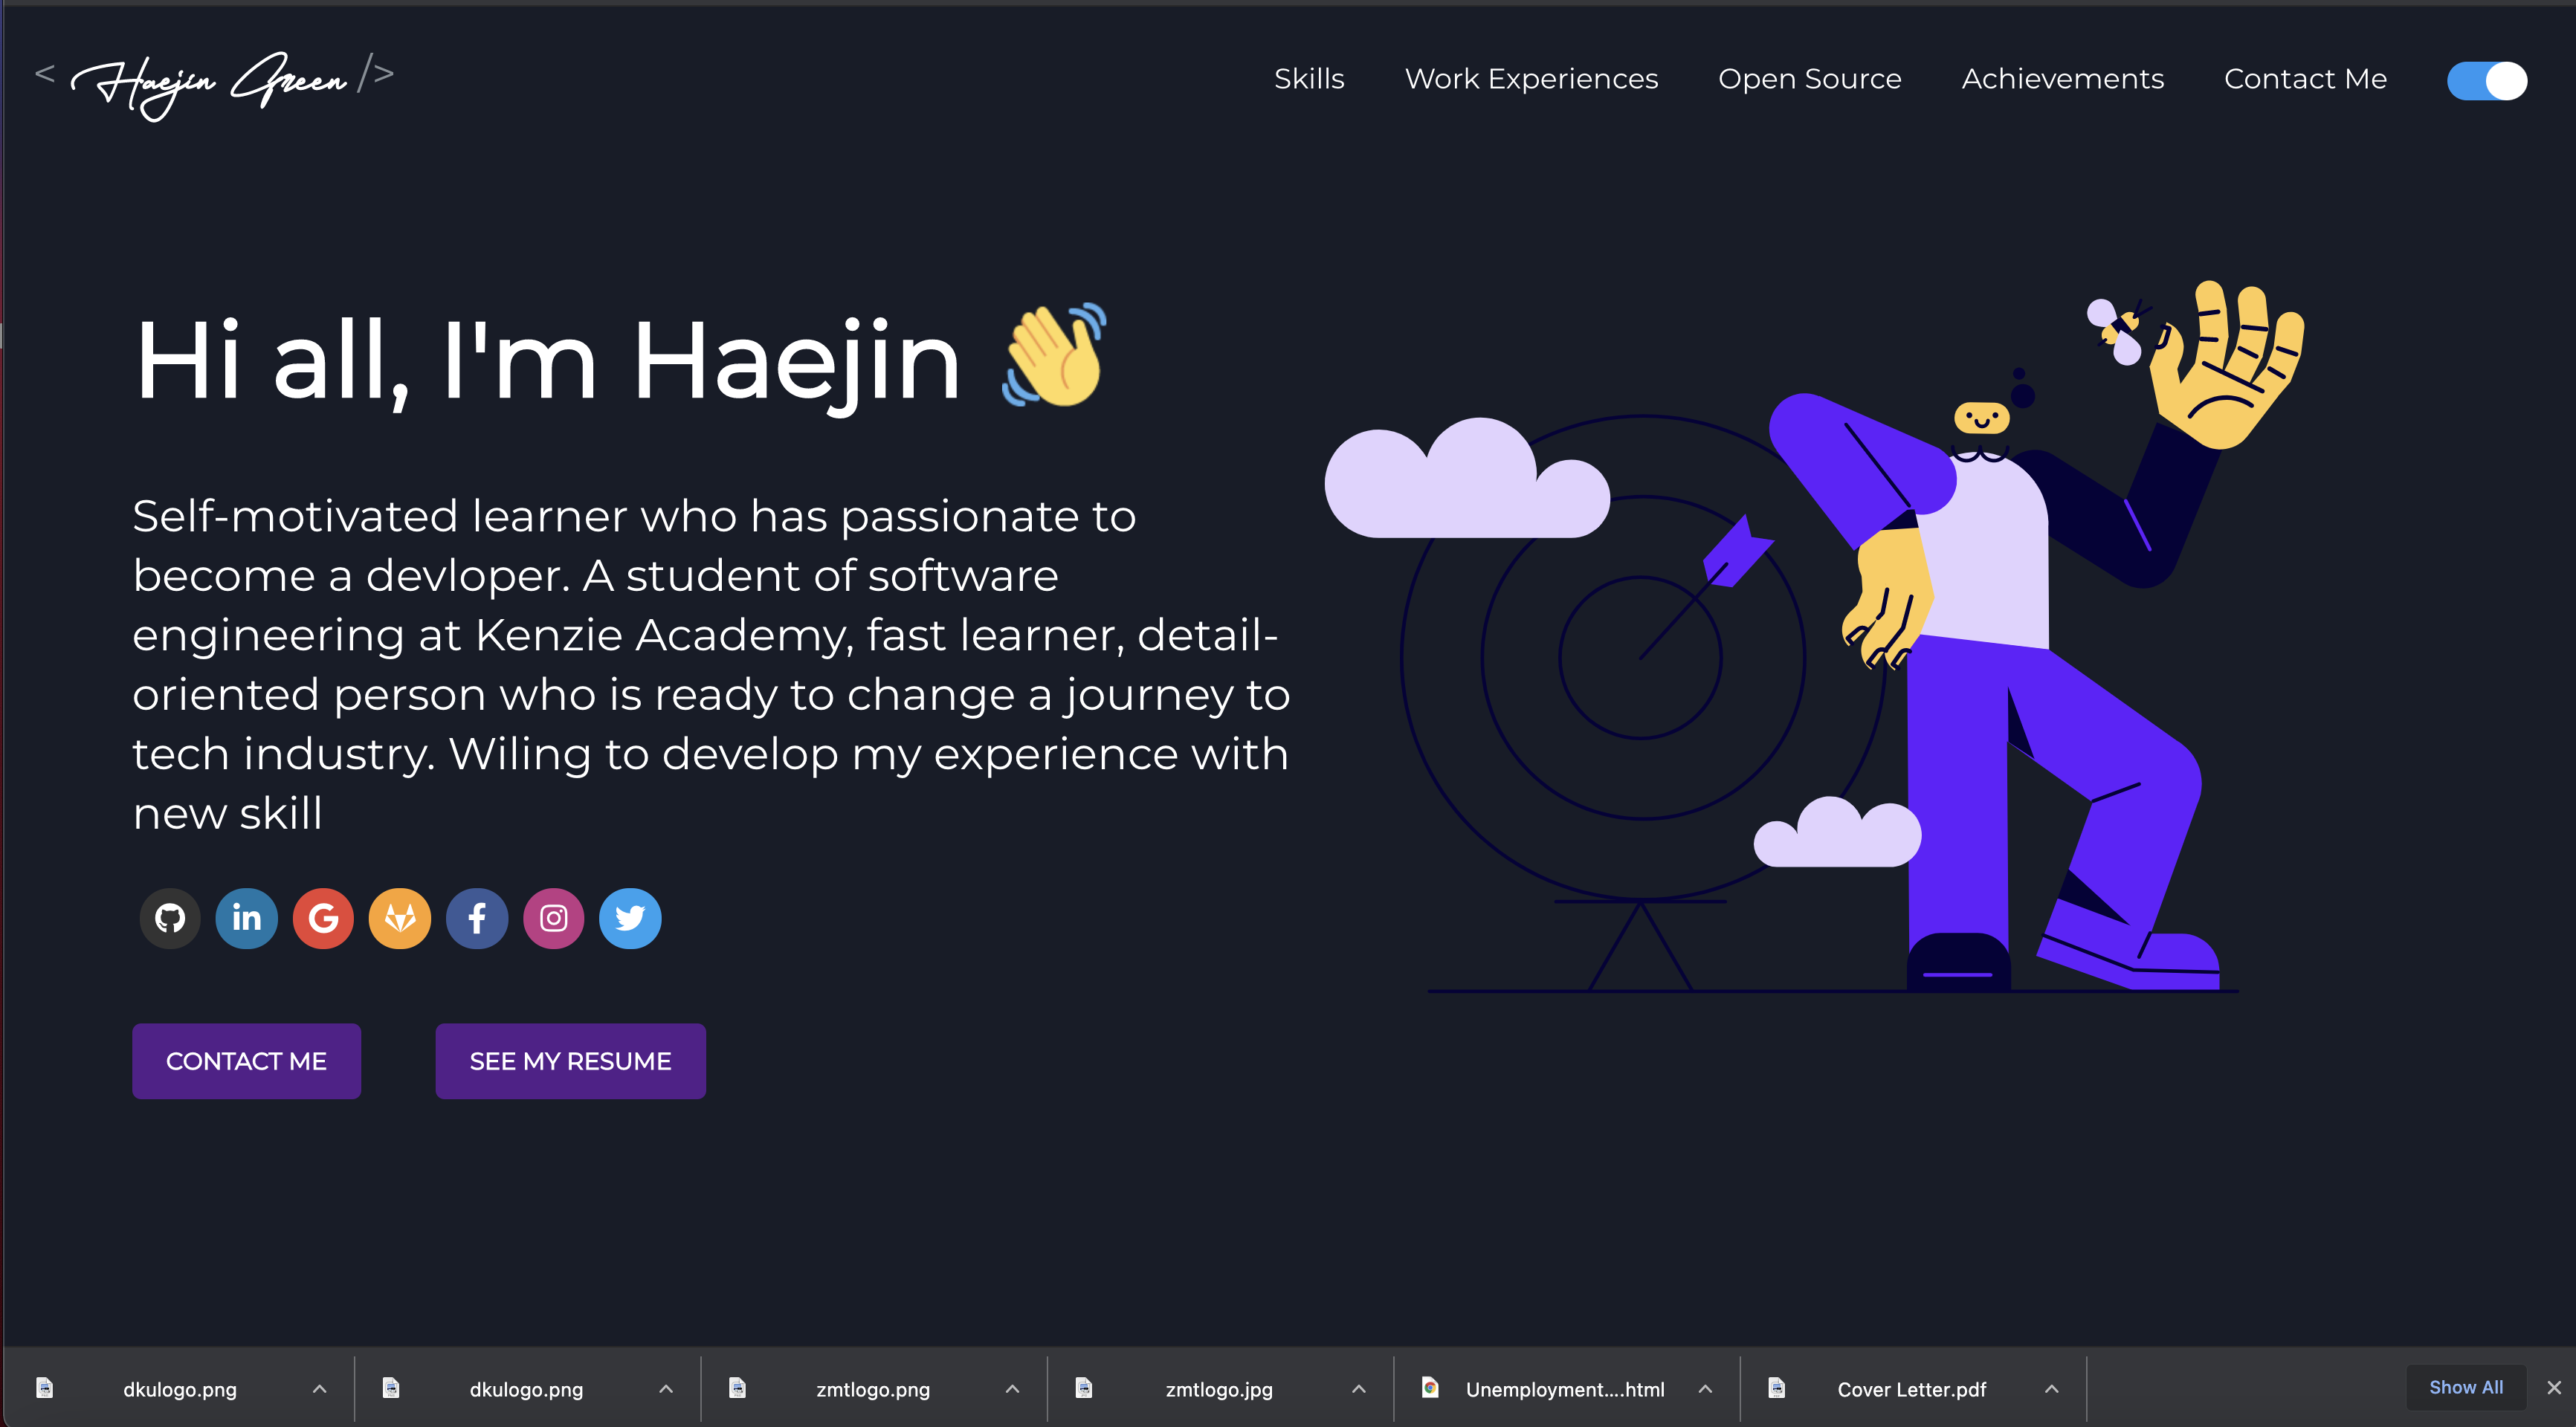 < Haejin Green />
Skills Work Experiences Open Source Achievements Contact Me
Hi all, I'm Haejin 👋
Self-motivated learner who has passionate to
become a devloper. A student of software
engineering at Kenzie Academy, fast learner, detail-
oriented person who is ready to change a journey to
tech industry. Wiling to develop my experience with
new skill
CONTACT ME SEE MY RESUME
dkulogo.png dkulogo.png zmtlogo.png zmtlogo.jpg Unemployment....html Cover Letter.pdf Show All